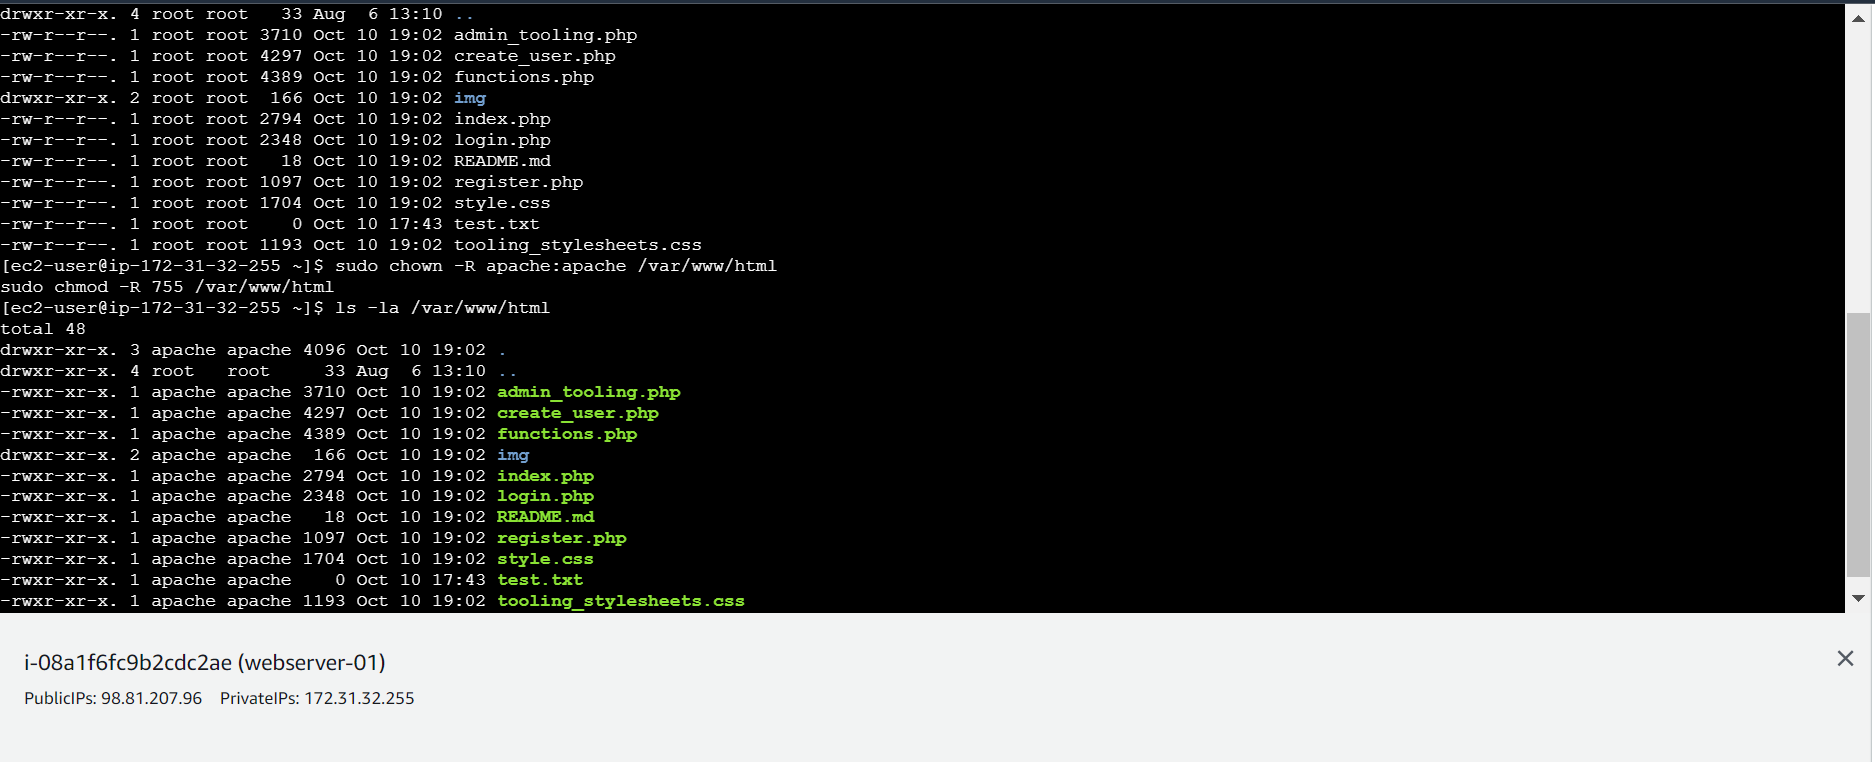 drwxr-xr-x. 4 root root   33 Aug  6 13:10 ..
-rw-r--r--. 1 root root 3710 Oct 10 19:02 admin_tooling.php
-rw-r--r--. 1 root root 4297 Oct 10 19:02 create_user.php
-rw-r--r--. 1 root root 4389 Oct 10 19:02 functions.php
drwxr-xr-x. 2 root root  166 Oct 10 19:02 img
-rw-r--r--. 1 root root 2794 Oct 10 19:02 index.php
-rw-r--r--. 1 root root 2348 Oct 10 19:02 login.php
-rw-r--r--. 1 root root   18 Oct 10 19:02 README.md
-rw-r--r--. 1 root root 1097 Oct 10 19:02 register.php
-rw-r--r--. 1 root root 1704 Oct 10 19:02 style.css
-rw-r--r--. 1 root root    0 Oct 10 17:43 test.txt
-rw-r--r--. 1 root root 1193 Oct 10 19:02 tooling_stylesheets.css
[ec2-user@ip-172-31-32-255 ~]$ sudo chown -R apache:apache /var/www/html
sudo chmod -R 755 /var/www/html
[ec2-user@ip-172-31-32-255 ~]$ ls -la /var/www/html
total 48
drwxr-xr-x. 3 apache apache 4096 Oct 10 19:02 .
drwxr-xr-x. 4 root   root     33 Aug  6 13:10 ..
-rwxr-xr-x. 1 apache apache 3710 Oct 10 19:02 admin_tooling.php
-rwxr-xr-x. 1 apache apache 4297 Oct 10 19:02 create_user.php
-rwxr-xr-x. 1 apache apache 4389 Oct 10 19:02 functions.php
drwxr-xr-x. 2 apache apache  166 Oct 10 19:02 img
-rwxr-xr-x. 1 apache apache 2794 Oct 10 19:02 index.php
-rwxr-xr-x. 1 apache apache 2348 Oct 10 19:02 login.php
-rwxr-xr-x. 1 apache apache   18 Oct 10 19:02 README.md
-rwxr-xr-x. 1 apache apache 1097 Oct 10 19:02 register.php
-rwxr-xr-x. 1 apache apache 1704 Oct 10 19:02 style.css
-rwxr-xr-x. 1 apache apache    0 Oct 10 17:43 test.txt
-rwxr-xr-x. 1 apache apache 1193 Oct 10 19:02 tooling_stylesheets.css
i-08a1f6fc9b2cdc2ae (webserver-01)
PublicIPs: 98.81.207.96   PrivateIPs: 172.31.32.255